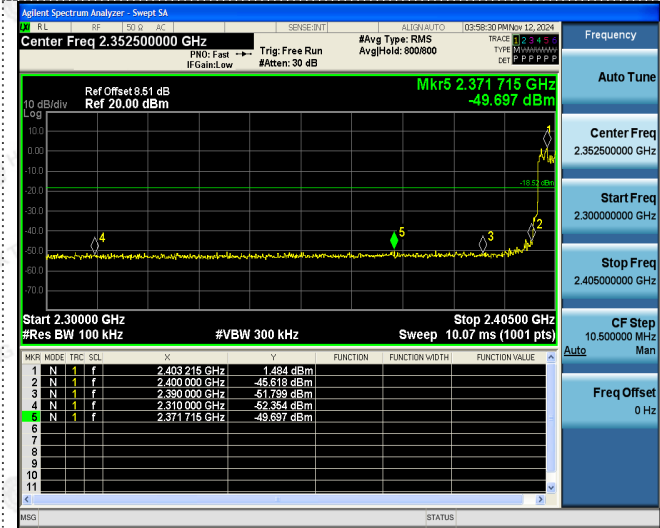 Agilent Spectrum Analyzer - Swept SA
LXI RL RF 50 Ω AC SENSE:INT ALIGN AUTO 03:58:30 PM Nov 12, 2024
Center Freq 2.352500000 GHz
PNO: Fast
IFGain:Low
Trig: Free Run
#Atten: 30 dB
#Avg Type: RMS
Avg|Hold: 800/800
TRACE 1 2 3 4 5 6
TYPE M
DET P P P P P P
Frequency
Ref Offset 8.51 dB
Ref 20.00 dBm
10 dB/div
Log
Mkr5 2.371 715 GHz
-49.697 dBm
10.0
0.00
-10.0
-20.0
-30.0
-40.0
-50.0
-60.0
-70.0
-18.52 dBm
1
2
3
4
5
Start 2.30000 GHz
Stop 2.40500 GHz
#Res BW 100 kHz
#VBW 300 kHz
Sweep 10.07 ms (1001 pts)
MKR MODE TRC SCL X Y FUNCTION FUNCTION WIDTH FUNCTION VALUE
1 N 1 f 2.403 215 GHz 1.484 dBm
2 N 1 f 2.400 000 GHz -45.618 dBm
3 N 1 f 2.390 000 GHz -51.799 dBm
4 N 1 f 2.310 000 GHz -52.354 dBm
5 N 1 f 2.371 715 GHz -49.697 dBm
6
7
8
9
10
11
MSG
STATUS
Auto Tune
Center Freq
2.352500000 GHz
Start Freq
2.300000000 GHz
Stop Freq
2.405000000 GHz
CF Step
10.500000 MHz
Auto Man
Freq Offset
0 Hz